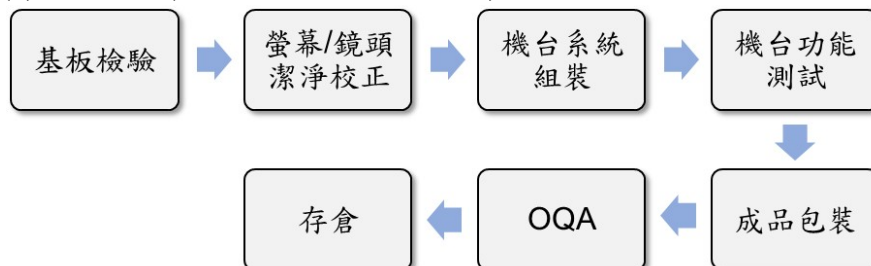 基板檢驗
螢幕/鏡頭
潔淨校正
機台系統
組裝
機台功能
測試
成品包裝
OQA
存倉